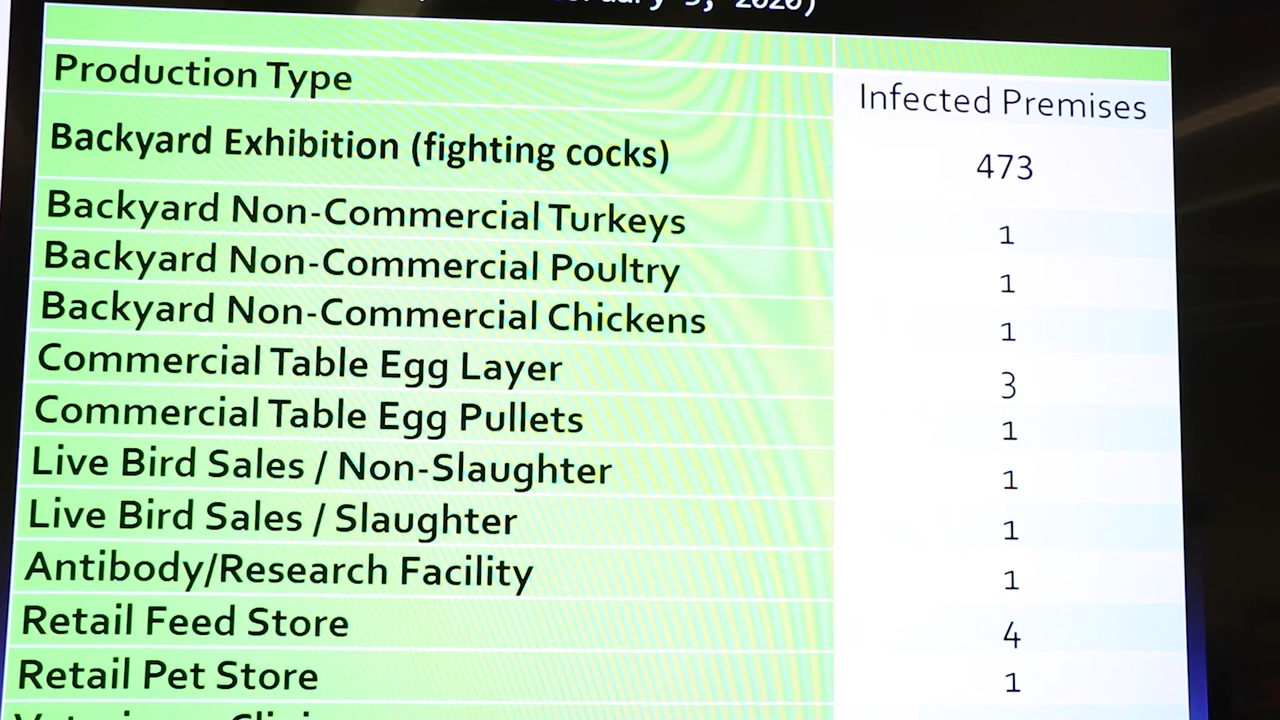 3, 2020)
Production Type
Infected Premises
Backyard Exhibition (fighting cocks)
473
Backyard Non-Commercial Turkeys
1
Backyard Non-Commercial Poultry
1
Backyard Non-Commercial Chickens
1
Commercial Table Egg Layer
3
Commercial Table Egg Pullets
1
Live Bird Sales / Non-Slaughter
1
Live Bird Sales / Slaughter
1
Antibody/Research Facility
1
Retail Feed Store
4
Retail Pet Store
1